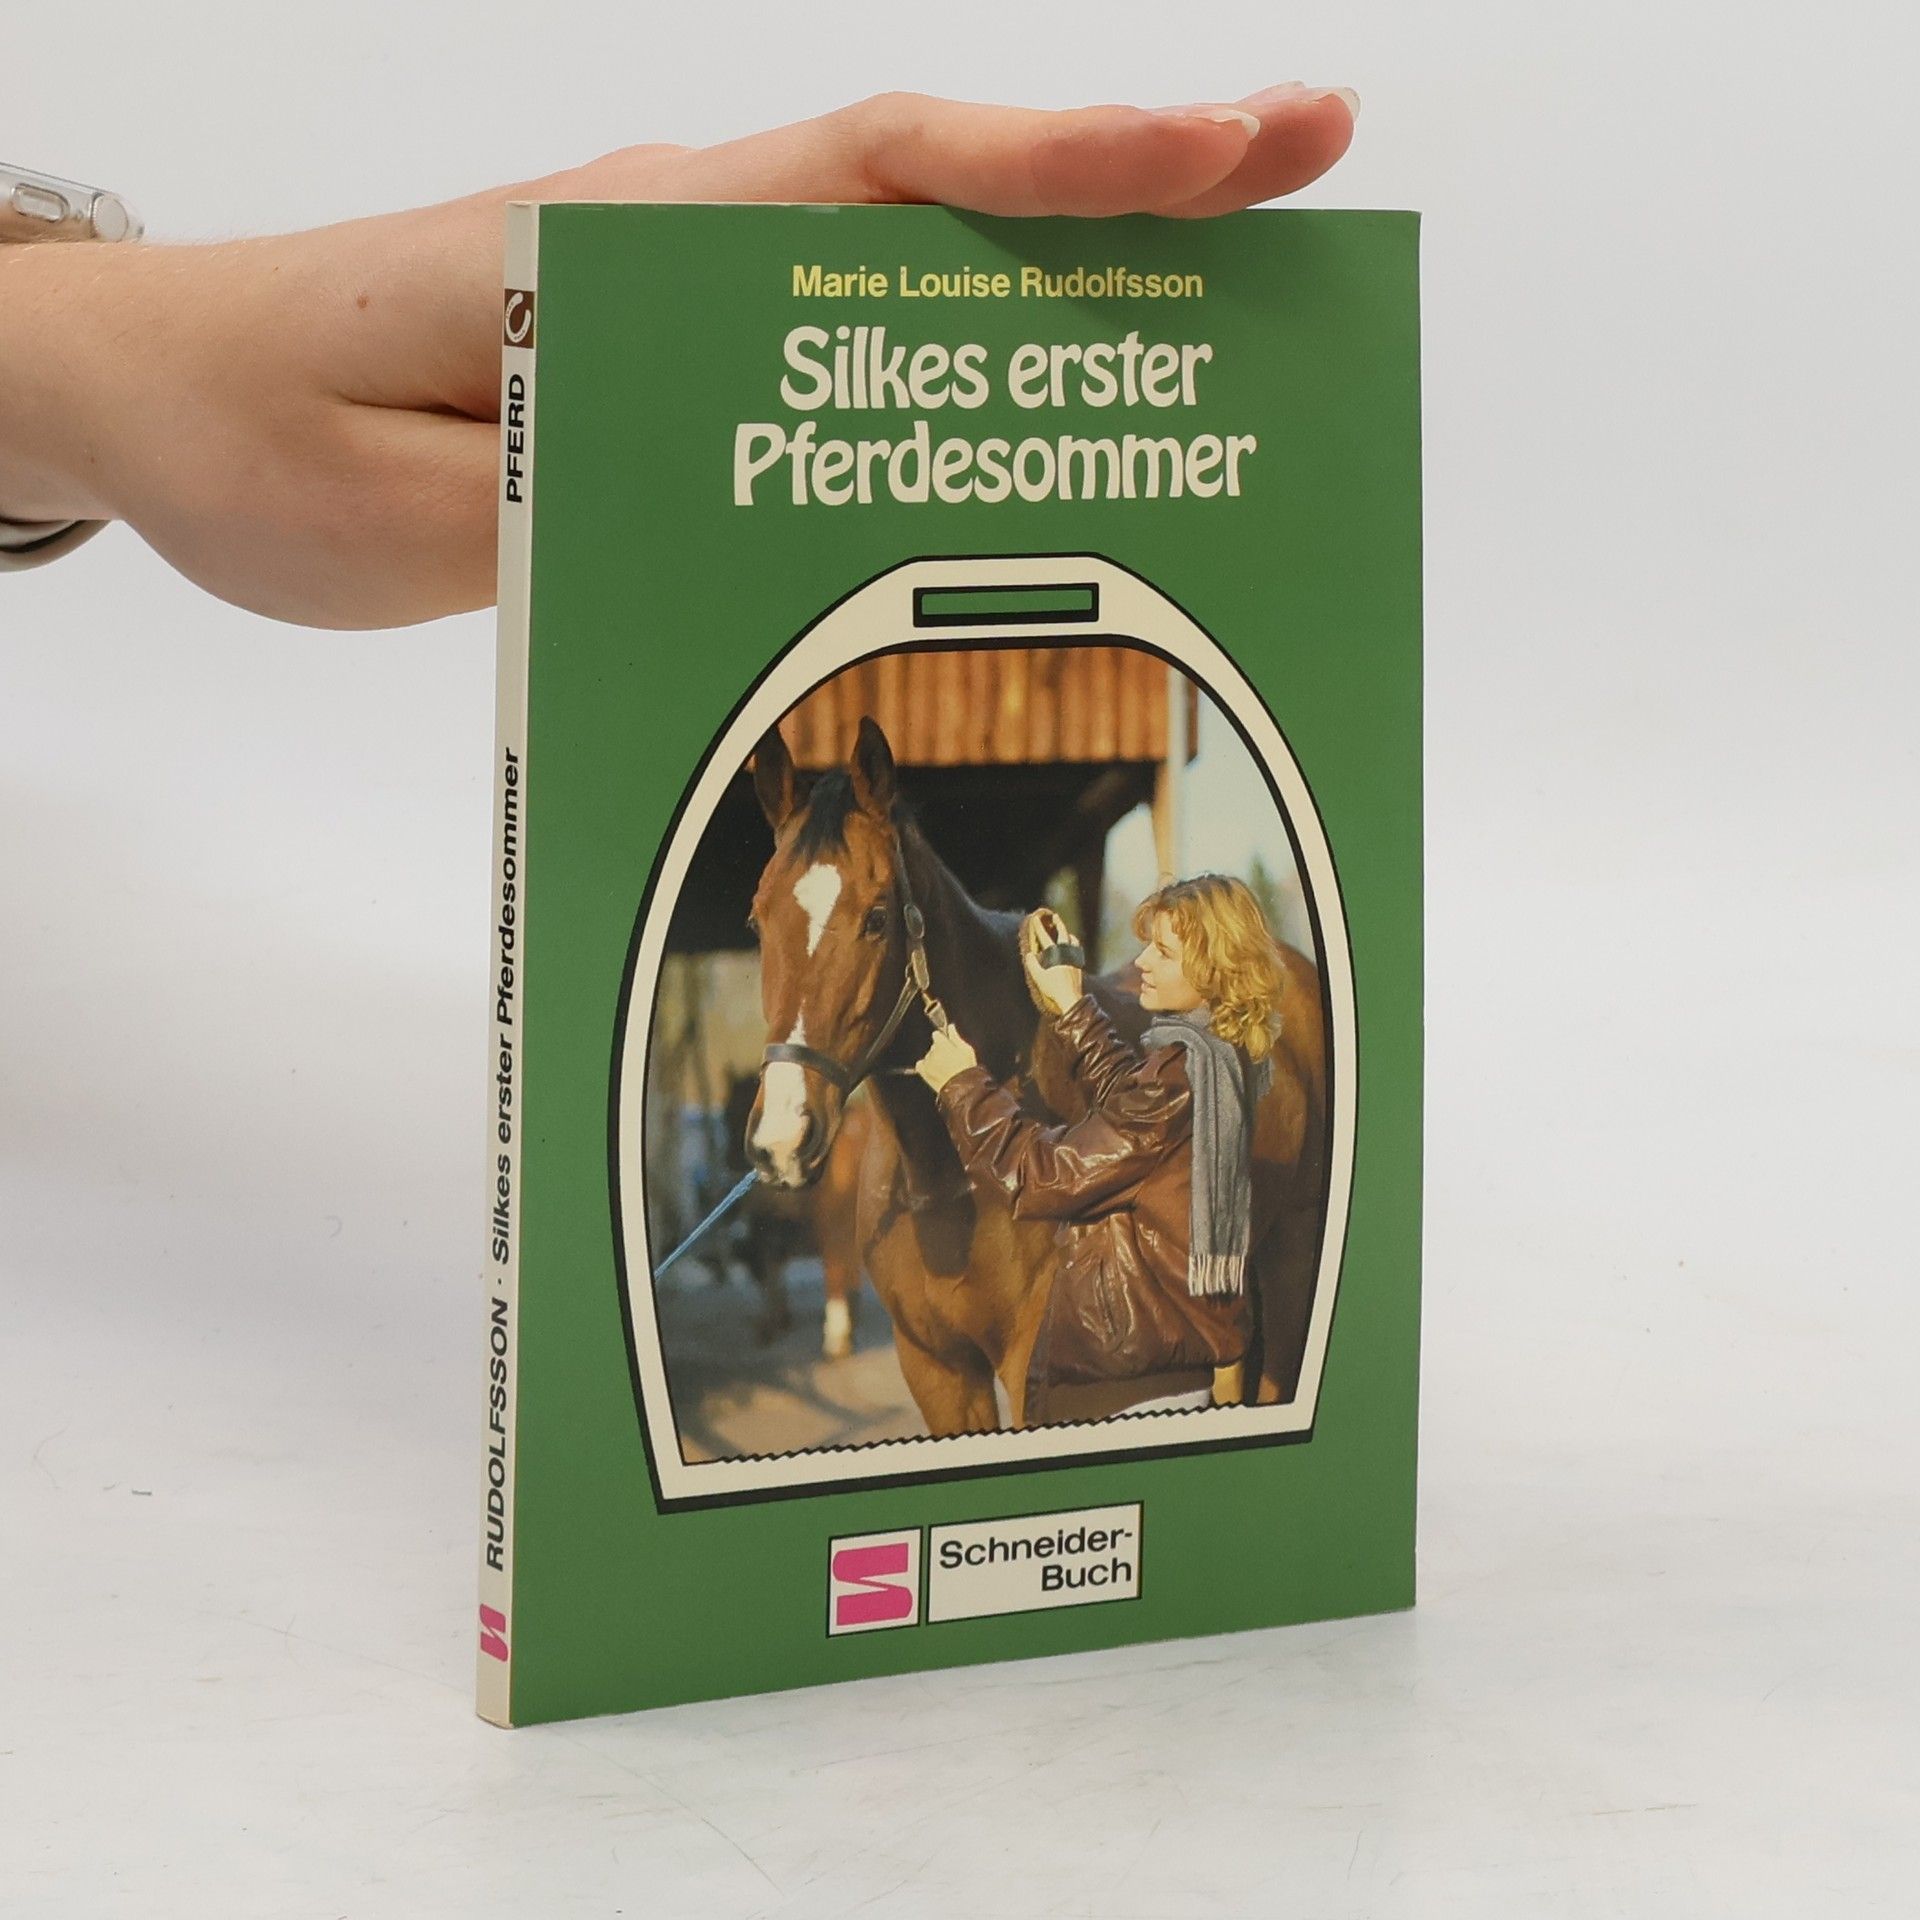 Marie Louise Rudolfsson
Silkes erster
Pferdesommer
Schneider-
Buch
PFERD
RUDOLFSSON · Silkes erster Pferdesommer